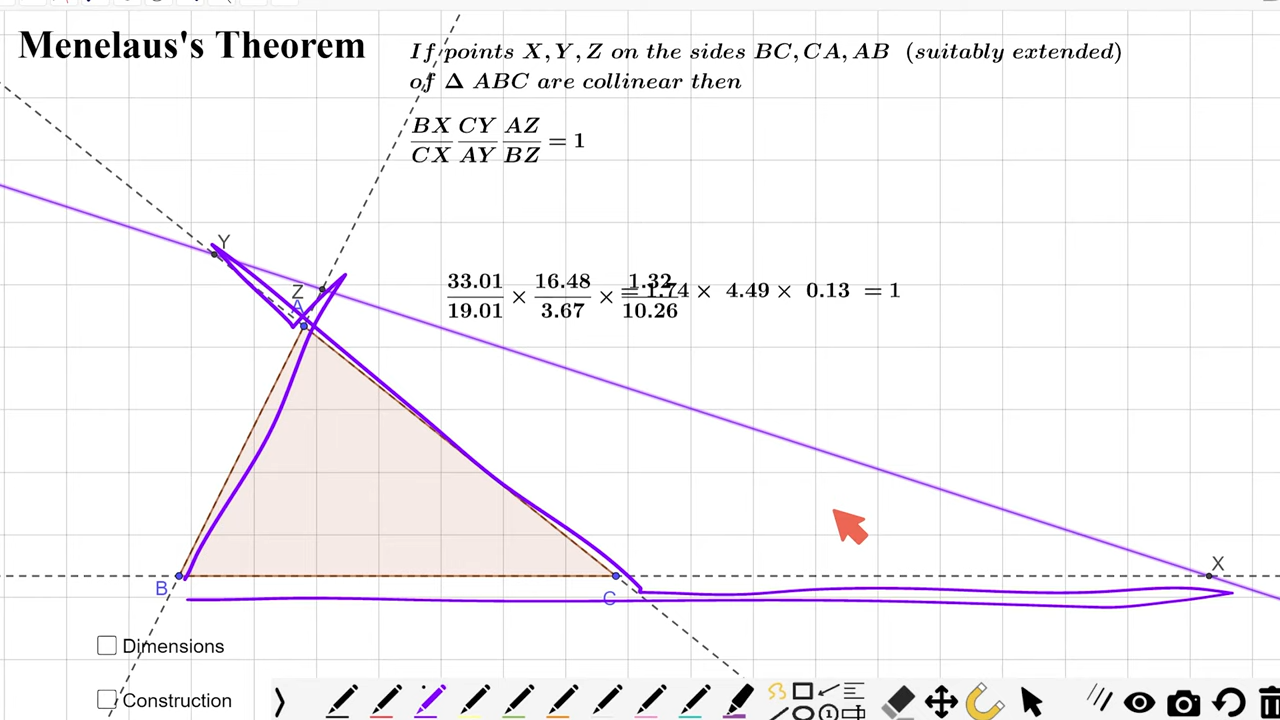 Menelaus's Theorem
If points X, Y, Z on the sides BC, CA, AB (suitably extended)
of Δ ABC are collinear then
BX/CX CY/AY AZ/BZ = 1
Y
Z
A
33.01/19.01 × 16.48/3.67 × 1.32/10.26 = 1.74 × 4.49 × 0.13 = 1
X
B
C
Dimensions
Construction